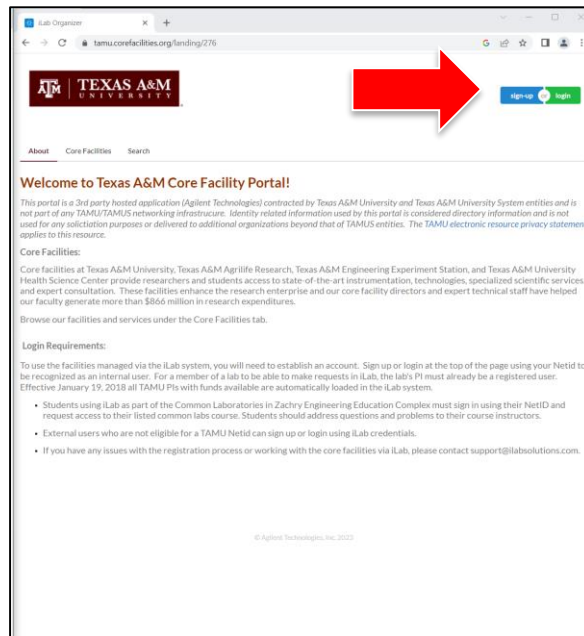 iLab Organizer
tamu.corefacilities.org/landing/276
TEXAS A&M
UNIVERSITY
sign-up or login
About Core Facilities Search
Welcome to Texas A&M Core Facility Portal!
This portal is a 3rd party hosted application (Agilent Technologies) contracted by Texas A&M University and Texas A&M University System entities and is
not part of any TAMU/TAMUS networking infrastrucure. Identity related information used by this portal is considered directory information and is not
used for any solictiation purposes or delivered to additional organizations beyond that of TAMUS entities. The TAMU electronic resource privacy statemen
applies to this resource.
Core Facilities:
Core facilities at Texas A&M University, Texas A&M Agrilife Research, Texas A&M Engineering Experiment Station, and Texas A&M University
Health Science Center provide researchers and students access to state-of-the-art instrumentation, technologies, specialized scientific services
and expert consultation. These facilities enhance the research enterprise and our core facility directors and expert technical staff have helped
our faculty generate more than $866 million in research expenditures.
Browse our facilities and services under the Core Facilities tab.
Login Requirements:
To use the facilities managed via the iLab system, you will need to establish an account. Sign up or login at the top of the page using your Netid to
be recognized as an internal user. For a member of a lab to be able to make requests in iLab, the lab's PI must already be a registered user.
Effective January 19, 2018 all TAMU PIs with funds available are automatically loaded in the iLab system.
• Students using iLab as part of the Common Laboratories in Zachry Engineering Education Complex must sign in using their NetID and
request access to their listed common labs course. Students should address questions and problems to their course instructors.
• External users who are not eligible for a TAMU Netid can sign up or login using iLab credentials.
• If you have any issues with the registration process or working with the core facilities via iLab, please contact support@ilabsolutions.com.
© Agilent Technologies, Inc. 2023